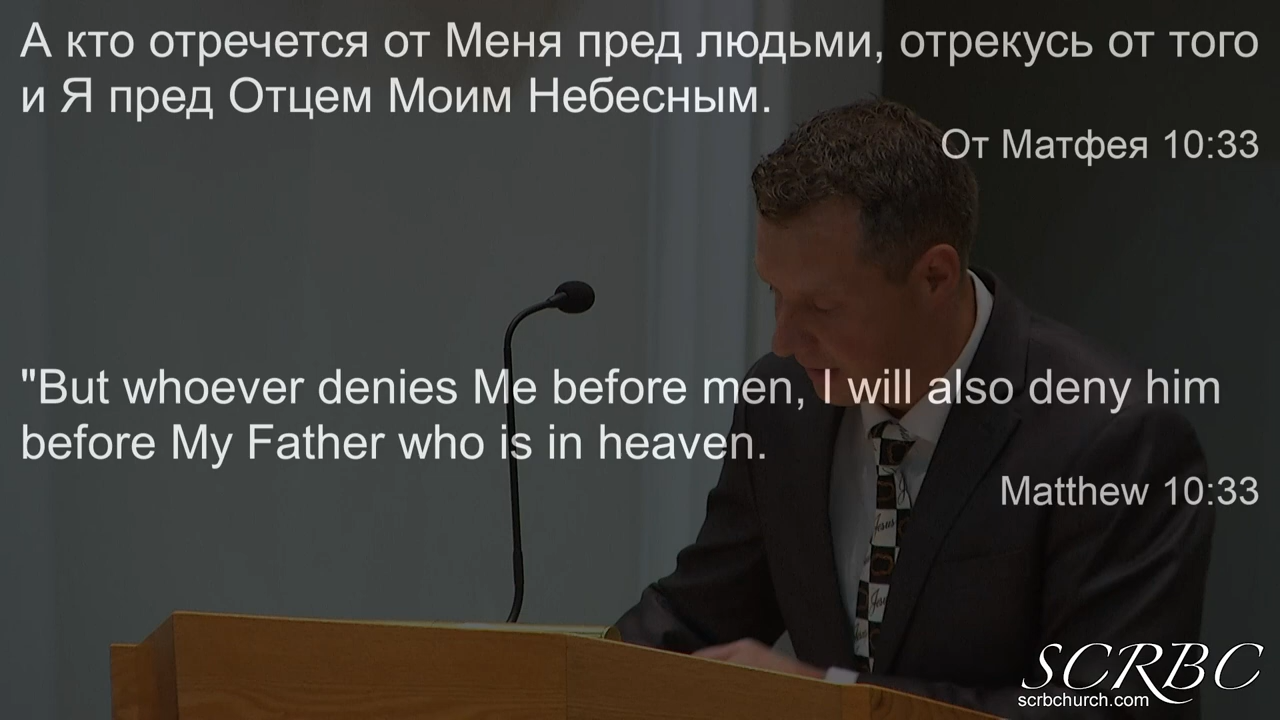 А кто отречется от Меня пред людьми, отрекусь от того
и Я пред Отцем Моим Небесным.
От Матфея 10:33
"But whoever denies Me before men, I will also deny him
before My Father who is in heaven.
Matthew 10:33
Jesus
Jesus
SCRBC
scrbchurch.com